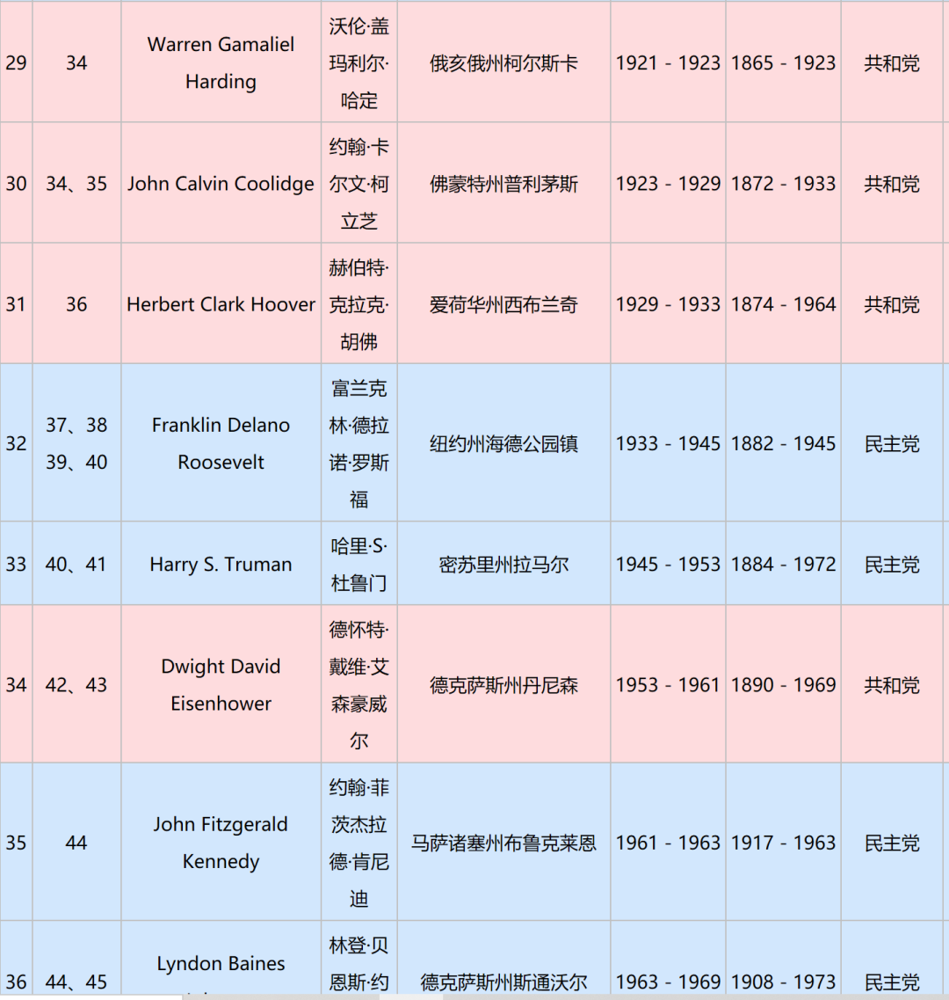 29
34
Warren Gamaliel
Harding
沃伦·盖
玛利尔·
哈定
俄亥俄州柯尔斯卡
1921 - 1923
1865 - 1923
共和党
30
34、35
John Calvin Coolidge
约翰·卡
尔文·柯
立芝
佛蒙特州普利茅斯
1923 - 1929
1872 - 1933
共和党
31
36
Herbert Clark Hoover
赫伯特·
克拉克·
胡佛
爱荷华州西布兰奇
1929 - 1933
1874 - 1964
共和党
32
37、38
39、40
Franklin Delano
Roosevelt
富兰克
林·德拉
诺·罗斯
福
纽约州海德公园镇
1933 - 1945
1882 - 1945
民主党
33
40、41
Harry S. Truman
哈里·S·
杜鲁门
密苏里州拉马尔
1945 - 1953
1884 - 1972
民主党
34
42、43
Dwight David
Eisenhower
德怀特·
戴维·艾
森豪威
尔
德克萨斯州丹尼森
1953 - 1961
1890 - 1969
共和党
35
44
John Fitzgerald
Kennedy
约翰·菲
茨杰拉
德·肯尼
迪
马萨诸塞州布鲁克莱恩
1961 - 1963
1917 - 1963
民主党
36
44、45
Lyndon Baines
林登·贝
恩斯·约
德克萨斯州斯通沃尔
1963 - 1969
1908 - 1973
民主党